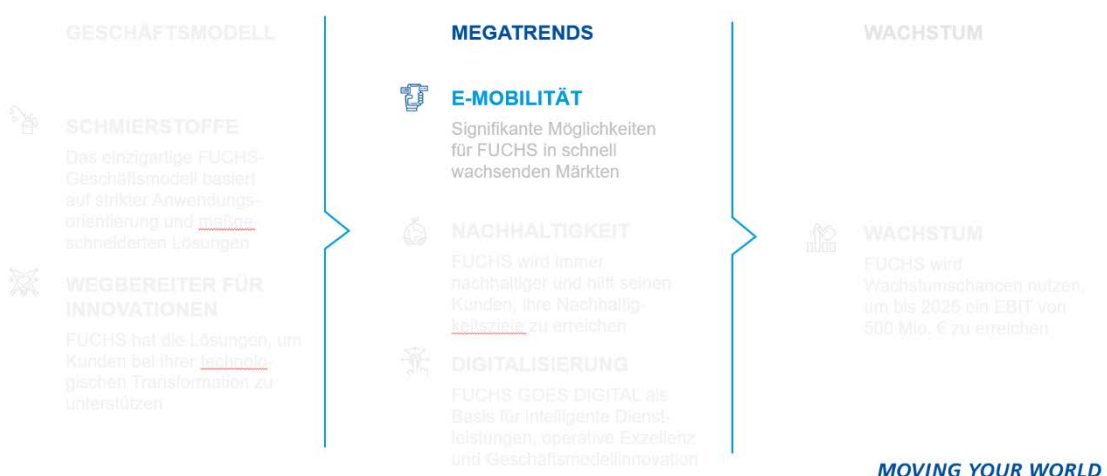 GESCHÄFTSMODELL
SCHMIERSTOFFE
Das einzigartige FUCHS-
Geschäftsmodell basiert
auf strikter Anwendungs-
orientierung und maßge-
schneiderten Lösungen
WEGBEREITER FÜR
INNOVATIONEN
FUCHS hat die Lösungen, um
Kunden bei ihrer technolo-
gischen Transformation zu
unterstützen
MEGATRENDS
E-MOBILITÄT
Signifikante Möglichkeiten
für FUCHS in schnell
wachsenden Märkten
NACHHALTIGKEIT
FUCHS wird immer
nachhaltiger und hilft seinen
Kunden, ihre Nachhaltig-
keitsziele zu erreichen
DIGITALISIERUNG
FUCHS GOES DIGITAL als
Basis für intelligente Dienst-
leistungen, operative Exzellenz
und Geschäftsmodellinnovation
WACHSTUM
WACHSTUM
FUCHS wird
Wachstumschancen nutzen,
um bis 2025 ein EBIT von
500 Mio. € zu erreichen
MOVING YOUR WORLD